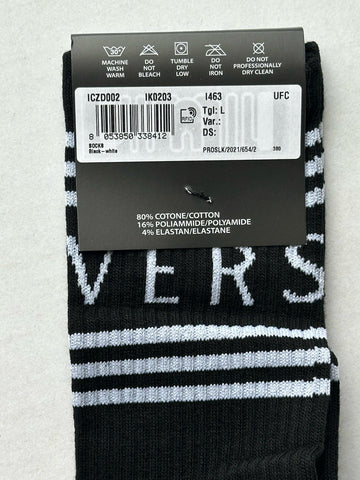 MACHINE WASH WARM
DO NOT BLEACH
TUMBLE DRY LOW
DO NOT IRON
DO NOT PROFESSIONALLY DRY CLEAN
ICZD002 IK0203 I463 UFC
8 053850 338412
RFID
Tgl: L
Var.:
DS:
SOCKS
Black-white
PROSLK/2021/654/2 380
80% COTONE/COTTON
16% POLIAMMIDE/POLYAMIDE
4% ELASTAN/ELASTANE
VERS